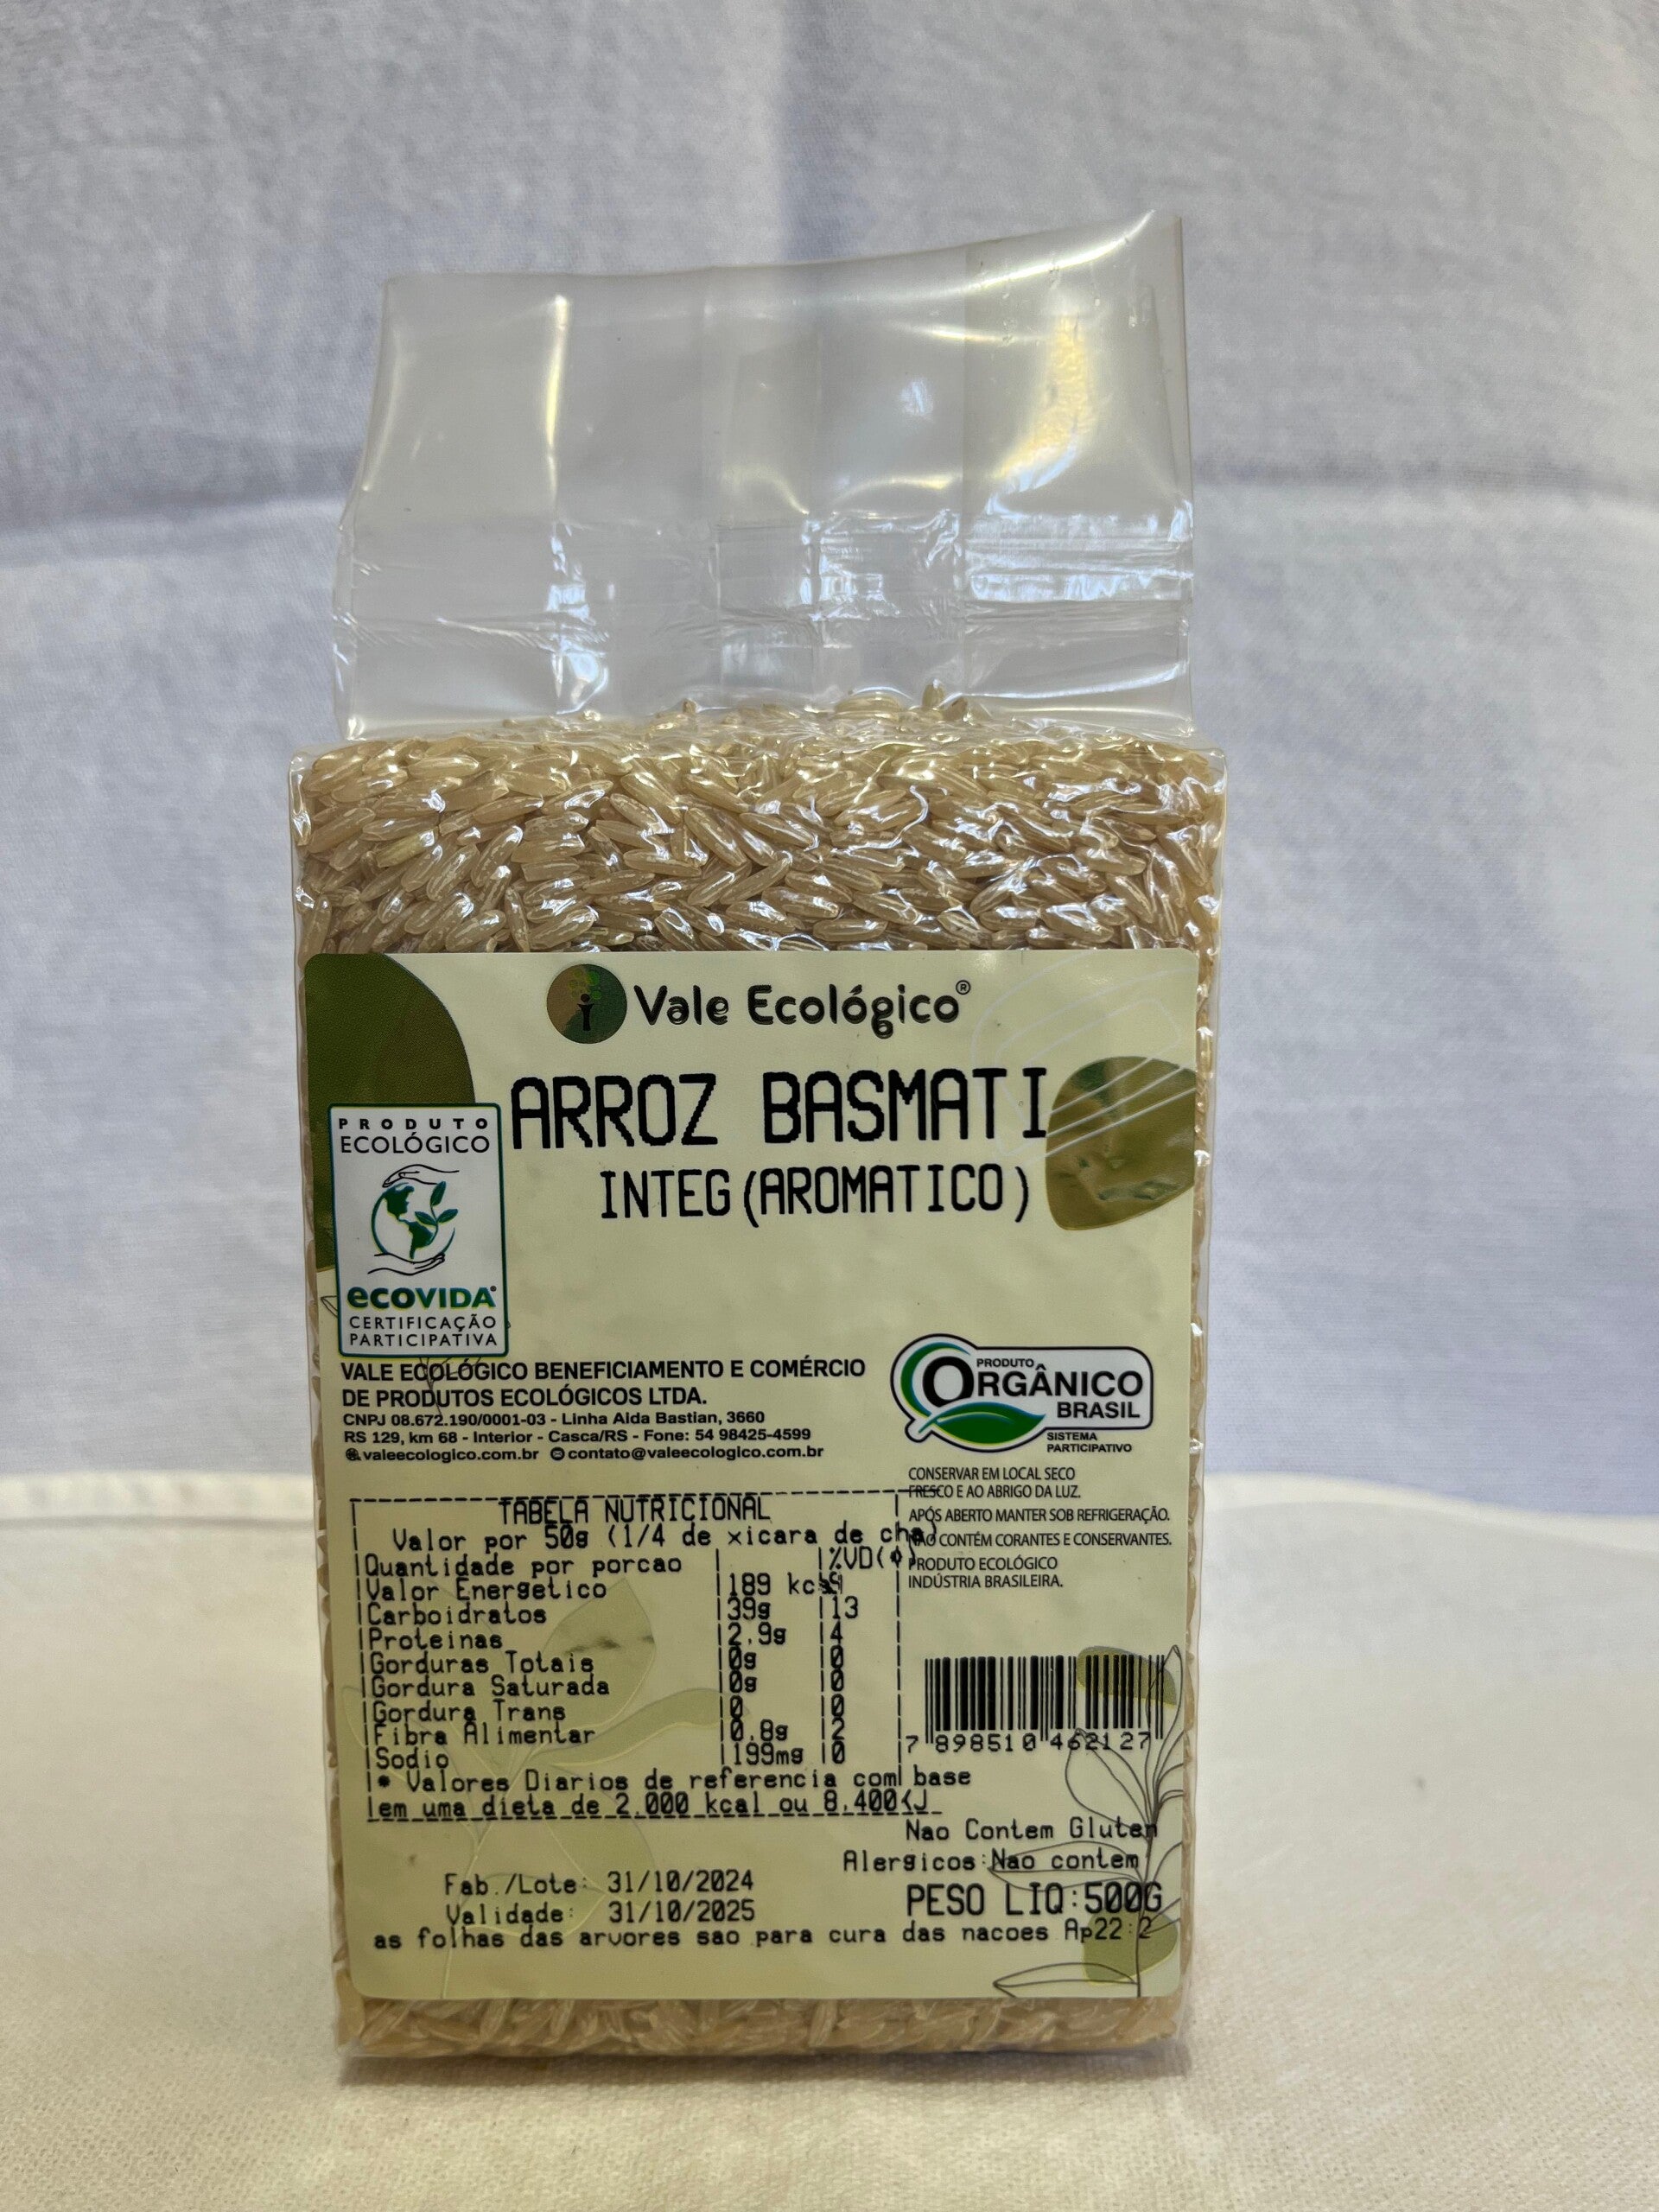 Vale Ecológico®
ARROZ BASMATI
INTEG(AROMATICO)
PRODUTO
ECOLÓGICO
ecoVIDA
CERTIFICAÇÃO
PARTICIPATIVA
VALE ECOLÓGICO BENEFICIAMENTO E COMÉRCIO
DE PRODUTOS ECOLÓGICOS LTDA.
CNPJ 08.672.190/0001-03 - Linha Aida Bastian, 3660
RS 129, km 68 - Interior - Casca/RS - Fone: 54 98425-4599
valeecologico.com.br contato@valeecologico.com.br
PRODUTO
ORGÂNICO
BRASIL
SISTEMA
PARTICIPATIVO
CONSERVAR EM LOCAL SECO
FRESCO E AO ABRIGO DA LUZ.
APÓS ABERTO MANTER SOB REFRIGERAÇÃO.
NÃO CONTÉM CORANTES E CONSERVANTES.
PRODUTO ECOLÓGICO
INDÚSTRIA BRASILEIRA.
TABELA NUTRICIONAL
Valor por 50g (1/4 de xicara de cha)
Quantidade por porcao %VD(*)
Valor Energetico 189
Carboidratos 39g 13
Proteinas 2.9g 4
Gorduras Totais 0g 0
Gordura Saturada 0g 0
Gordura Trans 0 0
Fibra Alimentar 0.8g 2
Sodio 199mg 0
* Valores Diarios de referencia com base
em uma dieta de 2.000 kcal ou 8.400KJ
7 898510 462127
Nao Contem Gluten
Alergicos:Nao contem
PESO LIQ:500G
Fab./Lote: 31/10/2024
Validade: 31/10/2025
as folhas das arvores sao para cura das nacoes Ap22:2